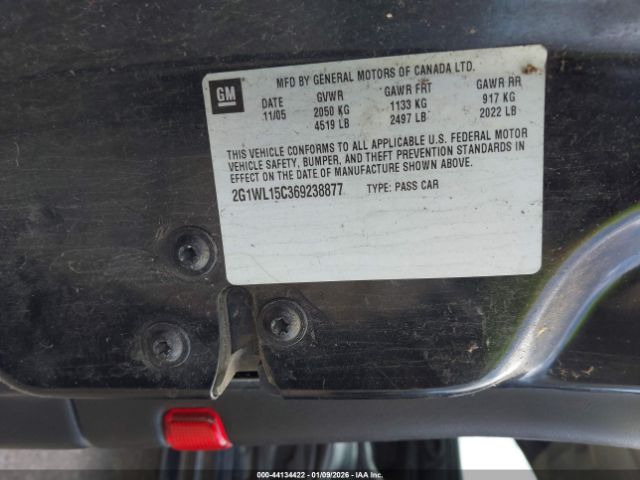 MFD BY GENERAL MOTORS OF CANADA LTD.
GM
DATE GVWR GAWR FRT GAWR RR
11/05 2050 KG 1133 KG 917 KG
4519 LB 2497 LB 2022 LB
THIS VEHICLE CONFORMS TO ALL APPLICABLE U.S. FEDERAL MOTOR
VEHICLE SAFETY, BUMPER, AND THEFT PREVENTION STANDARDS IN
EFFECT ON THE DATE OF MANUFACTURE SHOWN ABOVE.
2G1WL15C369238877 TYPE: PASS CAR
000-44134422 (01/09/2026 - IAA Inc.)